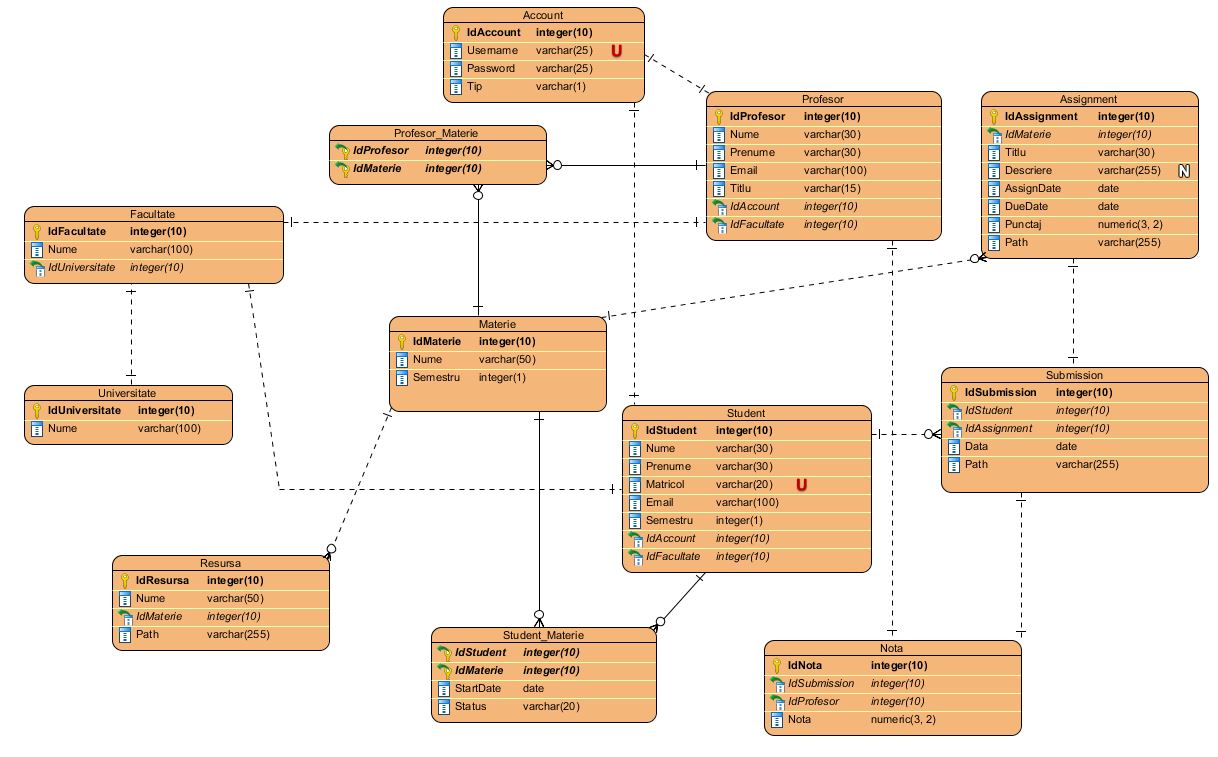 Account
IdAccount integer(10)
Username varchar(25) U
Password varchar(25)
Tip varchar(1)
Profesor
IdProfesor integer(10)
Nume varchar(30)
Prenume varchar(30)
Email varchar(100)
Titlu varchar(15)
IdAccount integer(10)
IdFacultate integer(10)
Assignment
IdAssignment integer(10)
IdMaterie integer(10)
Titlu varchar(30)
Descriere varchar(255) N
AssignDate date
DueDate date
Punctaj numeric(3, 2)
Path varchar(255)
Profesor_Materie
IdProfesor integer(10)
IdMaterie integer(10)
Facultate
IdFacultate integer(10)
Nume varchar(100)
IdUniversitate integer(10)
Materie
IdMaterie integer(10)
Nume varchar(50)
Semestru integer(1)
Universitate
IdUniversitate integer(10)
Nume varchar(100)
Student
IdStudent integer(10)
Nume varchar(30)
Prenume varchar(30)
Matricol varchar(20) U
Email varchar(100)
Semestru integer(1)
IdAccount integer(10)
IdFacultate integer(10)
Submission
IdSubmission integer(10)
IdStudent integer(10)
IdAssignment integer(10)
Data date
Path varchar(255)
Resursa
IdResursa integer(10)
Nume varchar(50)
IdMaterie integer(10)
Path varchar(255)
Student_Materie
IdStudent integer(10)
IdMaterie integer(10)
StartDate date
Status varchar(20)
Nota
IdNota integer(10)
IdSubmission integer(10)
IdProfesor integer(10)
Nota numeric(3, 2)